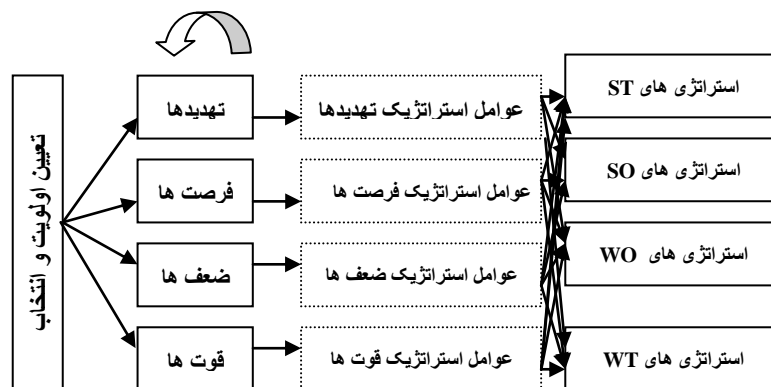 تعیین اولویت و انتخاب
تهدیدها
فرصت ها
ضعف ها
قوت ها
عوامل استراتژیک تهدیدها
عوامل استراتژیک فرصت ها
عوامل استراتژیک ضعف ها
عوامل استراتژیک قوت ها
استراتژی های ST
استراتژی های SO
استراتژی های WO
استراتژی های WT